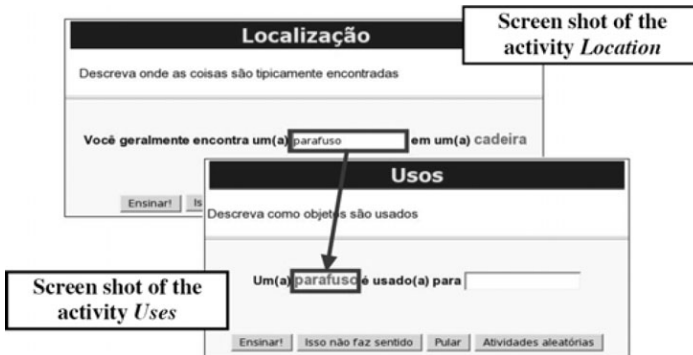 Localização
Screen shot of the
activity Location
Descreva onde as coisas são tipicamente encontradas
Você geralmente encontra um(a) parafuso em um(a) cadeira
Ensinar! Is
Usos
Descreva como objetos são usados
Um(a) parafuso é usado(a) para
Screen shot of the
activity Uses
Ensinar! Isso não faz sentido Pular Atividades aleatórias